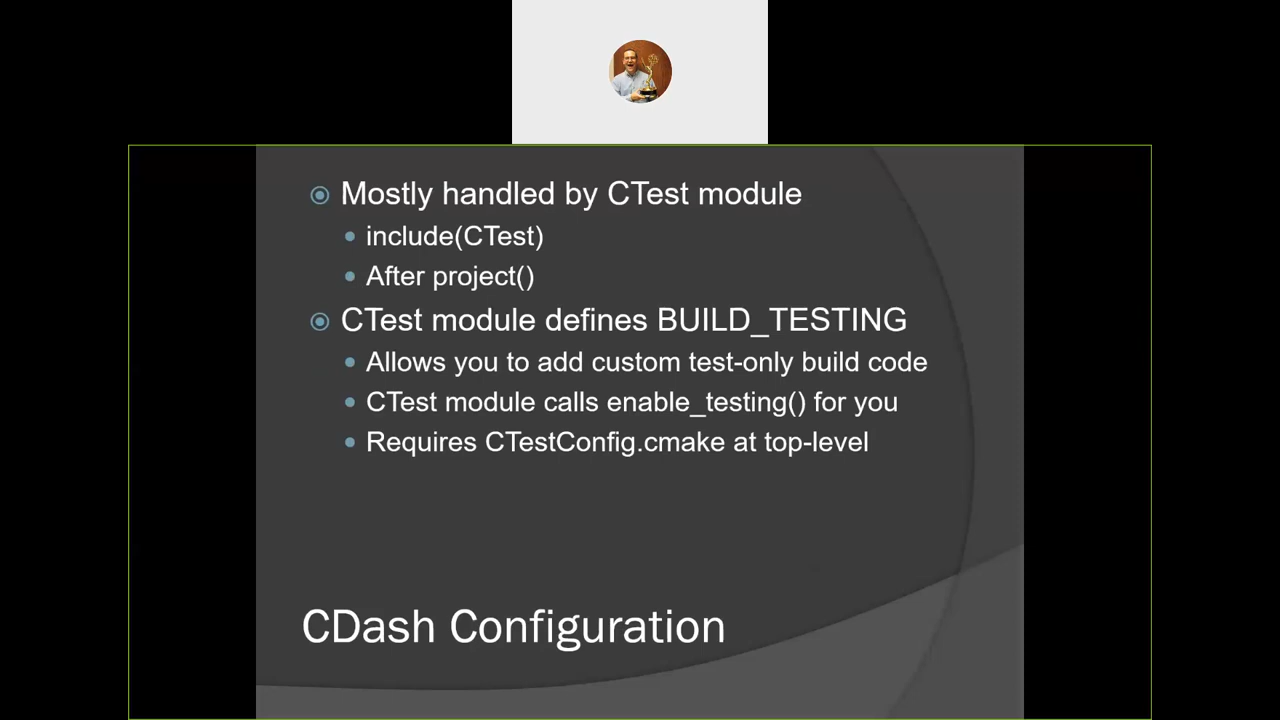 Mostly handled by CTest module
include(CTest)
After project()
CTest module defines BUILD_TESTING
Allows you to add custom test-only build code
CTest module calls enable_testing() for you
Requires CTestConfig.cmake at top-level
CDash Configuration